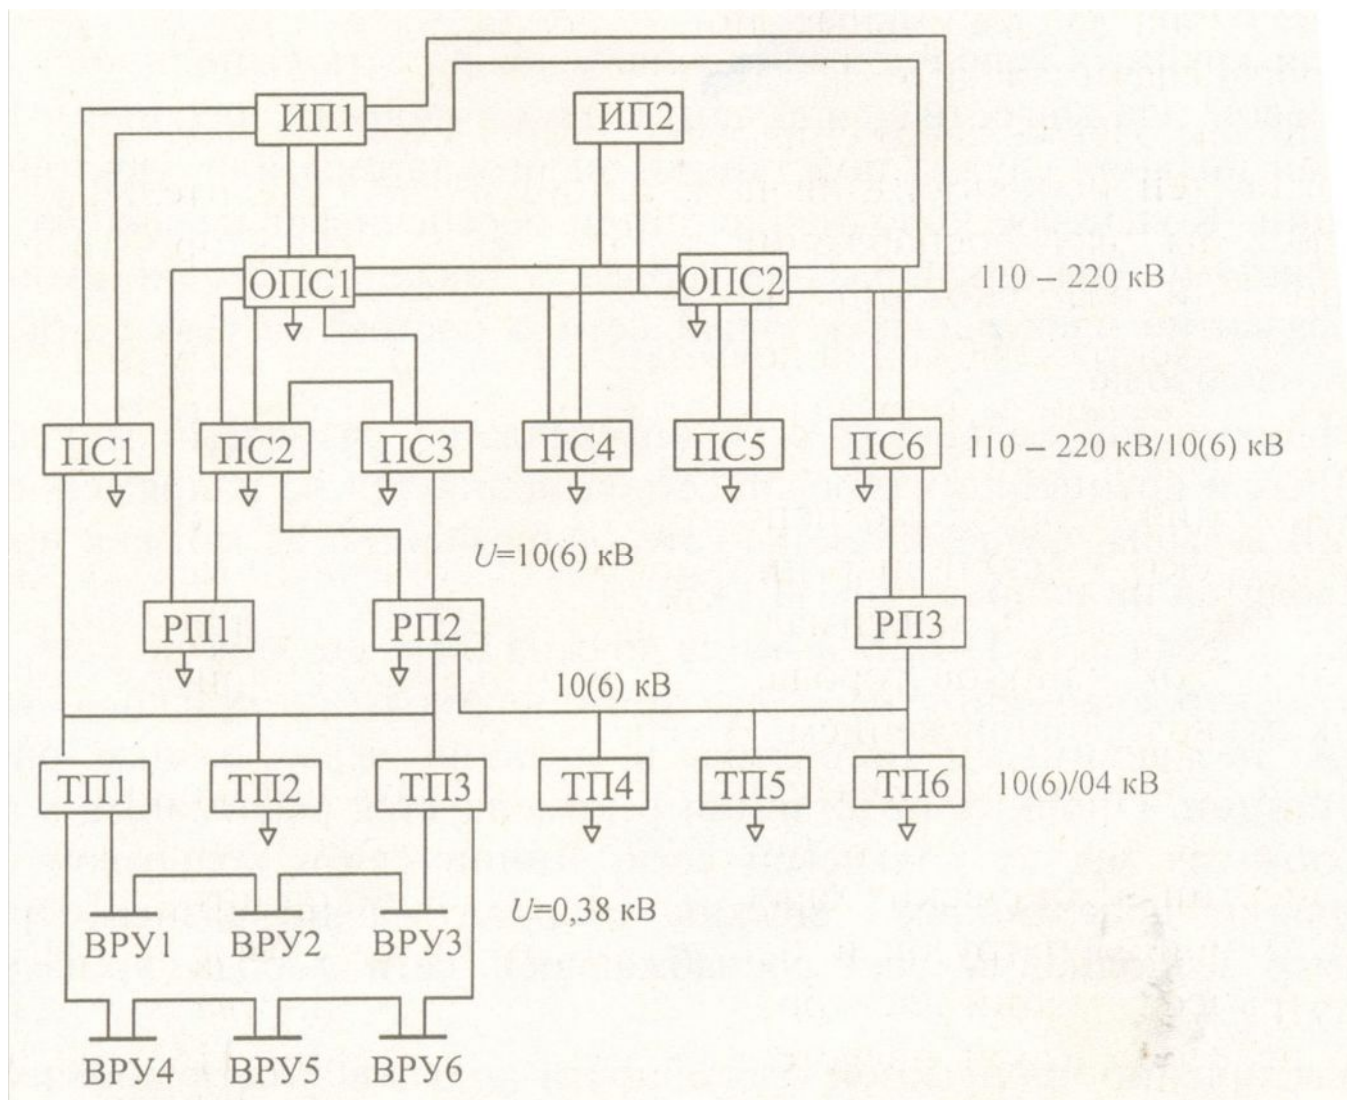 ИП1 ИП2
ОПС1 ОПС2 110 – 220 кВ
ПС1 ПС2 ПС3 ПС4 ПС5 ПС6 110 – 220 кВ/10(6) кВ
U=10(6) кВ
РП1 РП2 РП3
10(6) кВ
ТП1 ТП2 ТП3 ТП4 ТП5 ТП6 10(6)/04 кВ
U=0,38 кВ
ВРУ1 ВРУ2 ВРУ3
ВРУ4 ВРУ5 ВРУ6